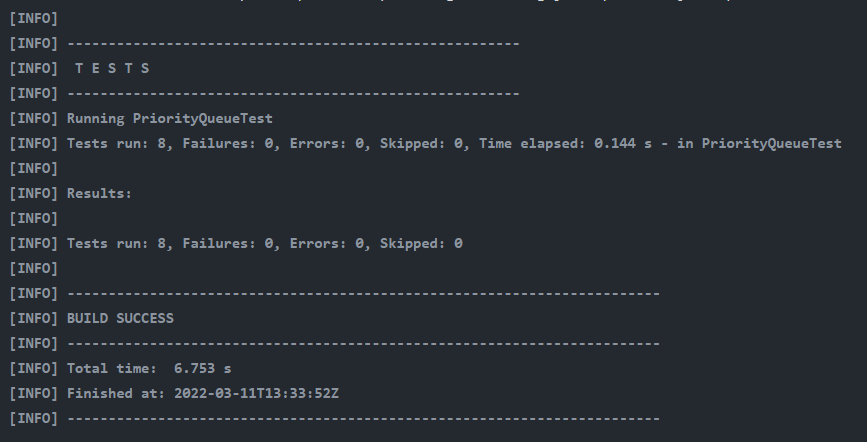 [INFO]
[INFO] -------------------------------------------------------
[INFO]  T E S T S
[INFO] -------------------------------------------------------
[INFO] Running PriorityQueueTest
[INFO] Tests run: 8, Failures: 0, Errors: 0, Skipped: 0, Time elapsed: 0.144 s - in PriorityQueueTest
[INFO]
[INFO] Results:
[INFO]
[INFO] Tests run: 8, Failures: 0, Errors: 0, Skipped: 0
[INFO]
[INFO] ------------------------------------------------------------------------
[INFO] BUILD SUCCESS
[INFO] ------------------------------------------------------------------------
[INFO] Total time:  6.753 s
[INFO] Finished at: 2022-03-11T13:33:52Z
[INFO] ------------------------------------------------------------------------